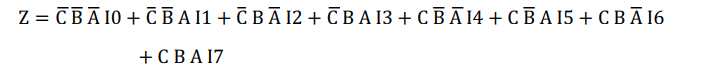 Z = C̅ B̅ A̅ I0 + C̅ B̅ A I1 + C̅ B A̅ I2 + C̅ B A I3 + C B̅ A̅ I4 + C B̅ A I5 + C B A̅ I6
+ C B A I7